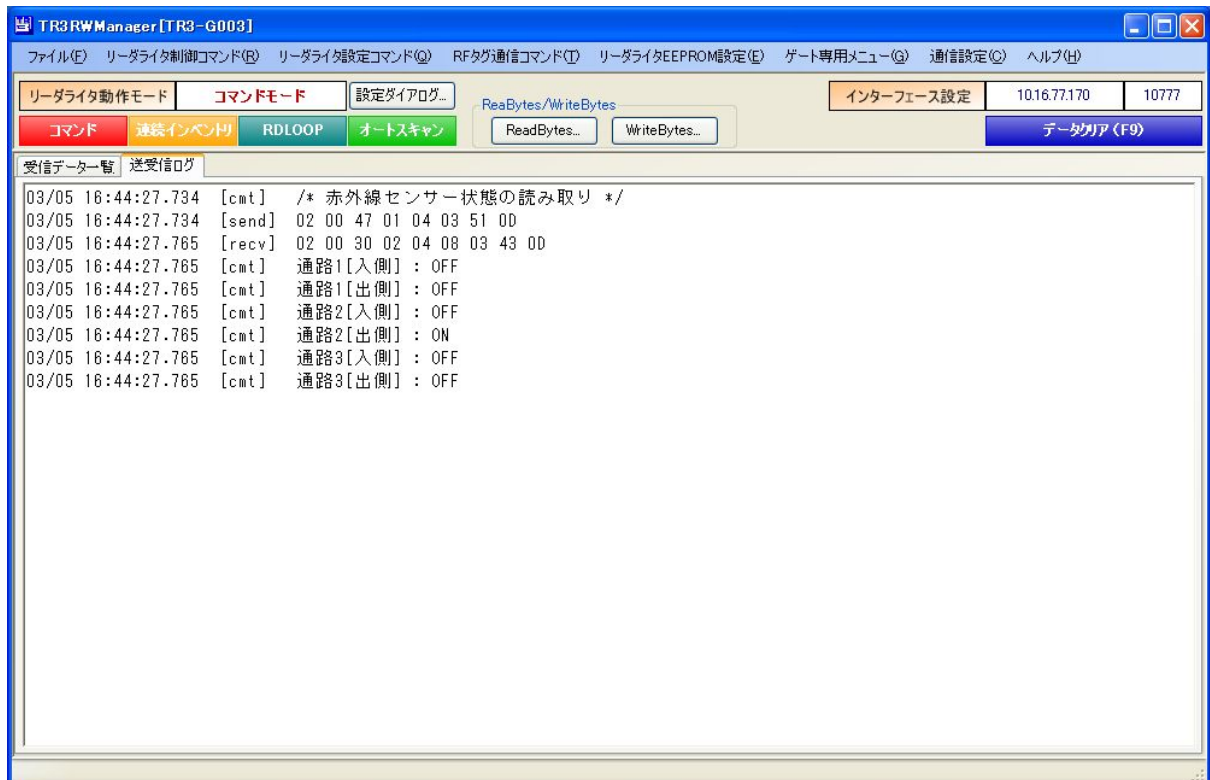 TR3RWManager[TR3-G003]
ファイル(F) リーダライタ制御コマンド(R) リーダライタ設定コマンド(Q) RFタグ通信コマンド(T) リーダライタEEPROM設定(E) ゲート専用メニュー(G) 通信設定(C) ヘルプ(H)
リーダライタ動作モード コマンドモード 設定ダイアログ... ReaBytes/WriteBytes インターフェース設定 10.16.77.170 10777
コマンド 連続インベントリ RDLOOP オートスキャン ReadBytes... WriteBytes... データクリア(F9)
受信データ一覧 送受信ログ
03/05 16:44:27.734 [cmt] /* 赤外線センサー状態の読み取り */
03/05 16:44:27.734 [send] 02 00 47 01 04 03 51 0D
03/05 16:44:27.765 [recv] 02 00 30 02 04 08 03 43 0D
03/05 16:44:27.765 [cmt] 通路1[入側] : OFF
03/05 16:44:27.765 [cmt] 通路1[出側] : OFF
03/05 16:44:27.765 [cmt] 通路2[入側] : OFF
03/05 16:44:27.765 [cmt] 通路2[出側] : ON
03/05 16:44:27.765 [cmt] 通路3[入側] : OFF
03/05 16:44:27.765 [cmt] 通路3[出側] : OFF